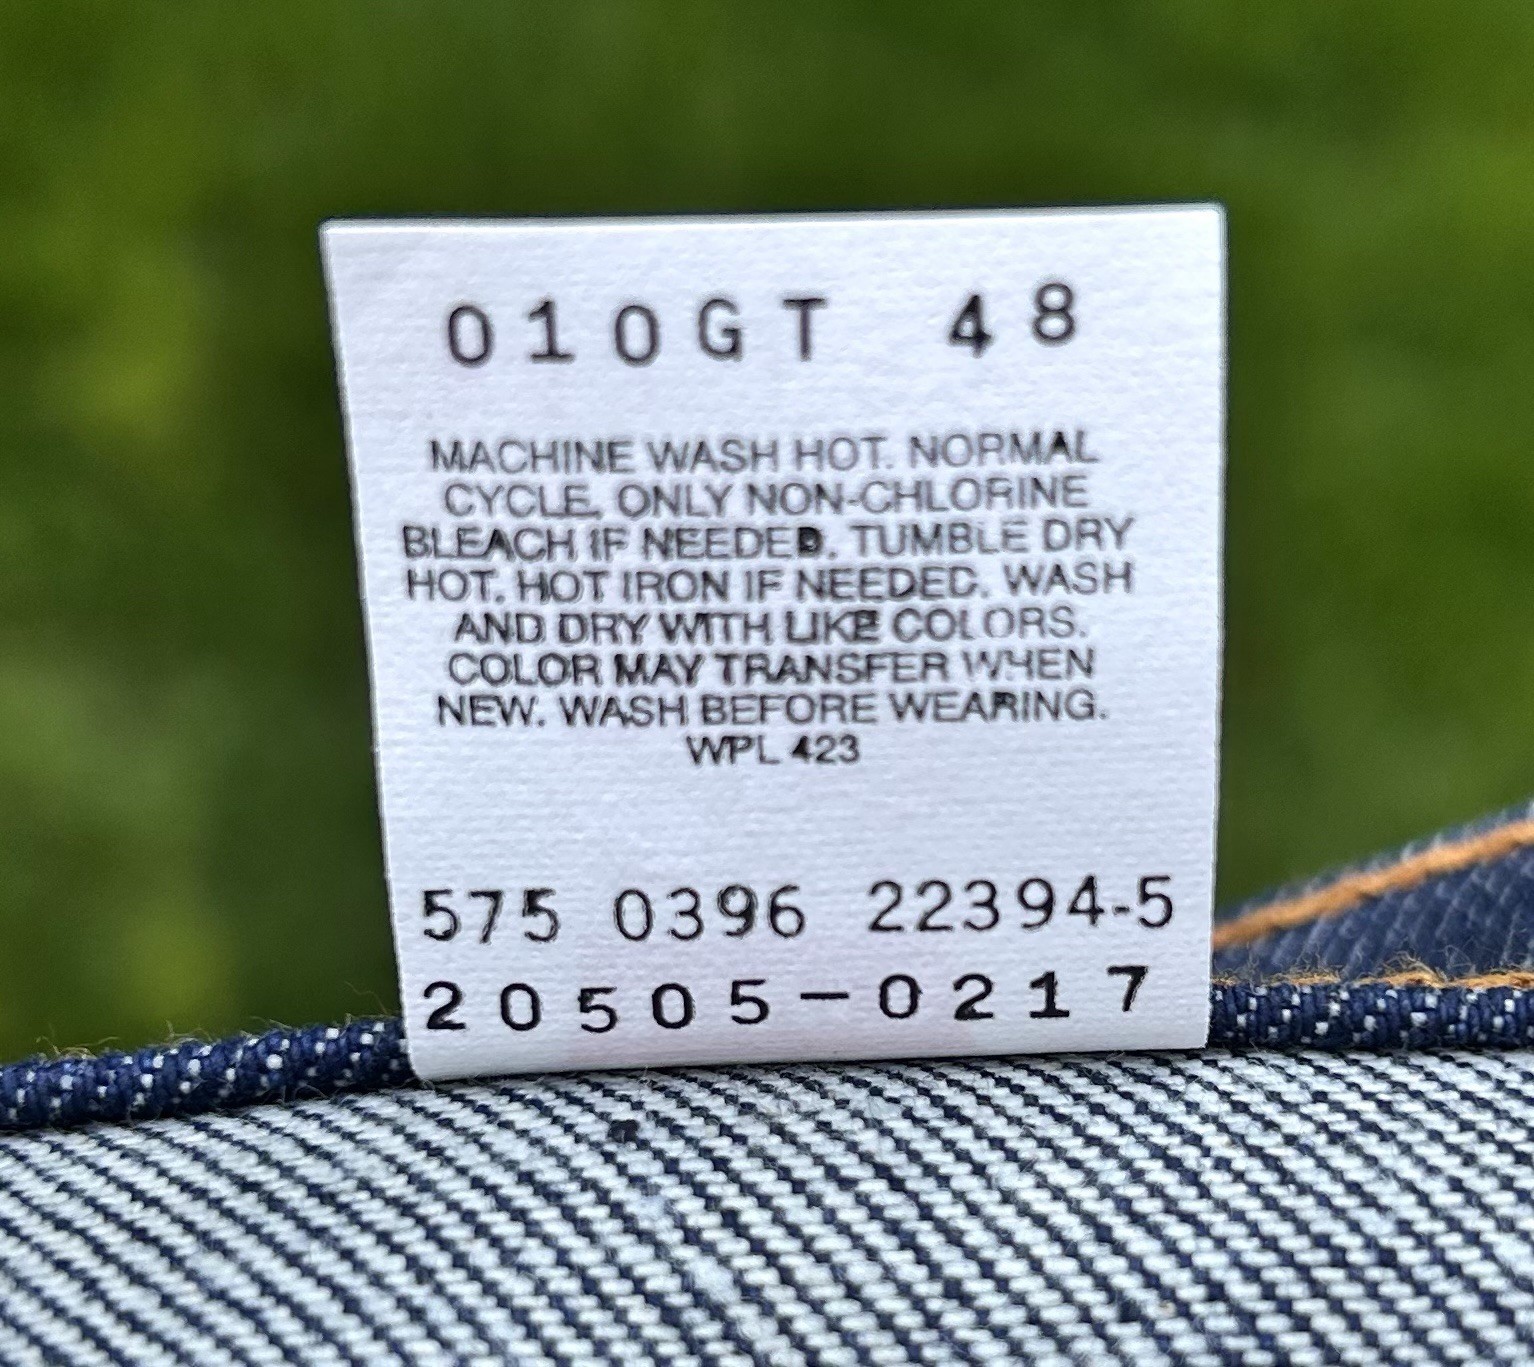 010GT 48
MACHINE WASH HOT. NORMAL
CYCLE. ONLY NON-CHLORINE
BLEACH IF NEEDED. TUMBLE DRY
HOT. HOT IRON IF NEEDED. WASH
AND DRY WITH LIKE COLORS.
COLOR MAY TRANSFER WHEN
NEW. WASH BEFORE WEARING.
WPL 423
575 0396 22394-5
20505-0217